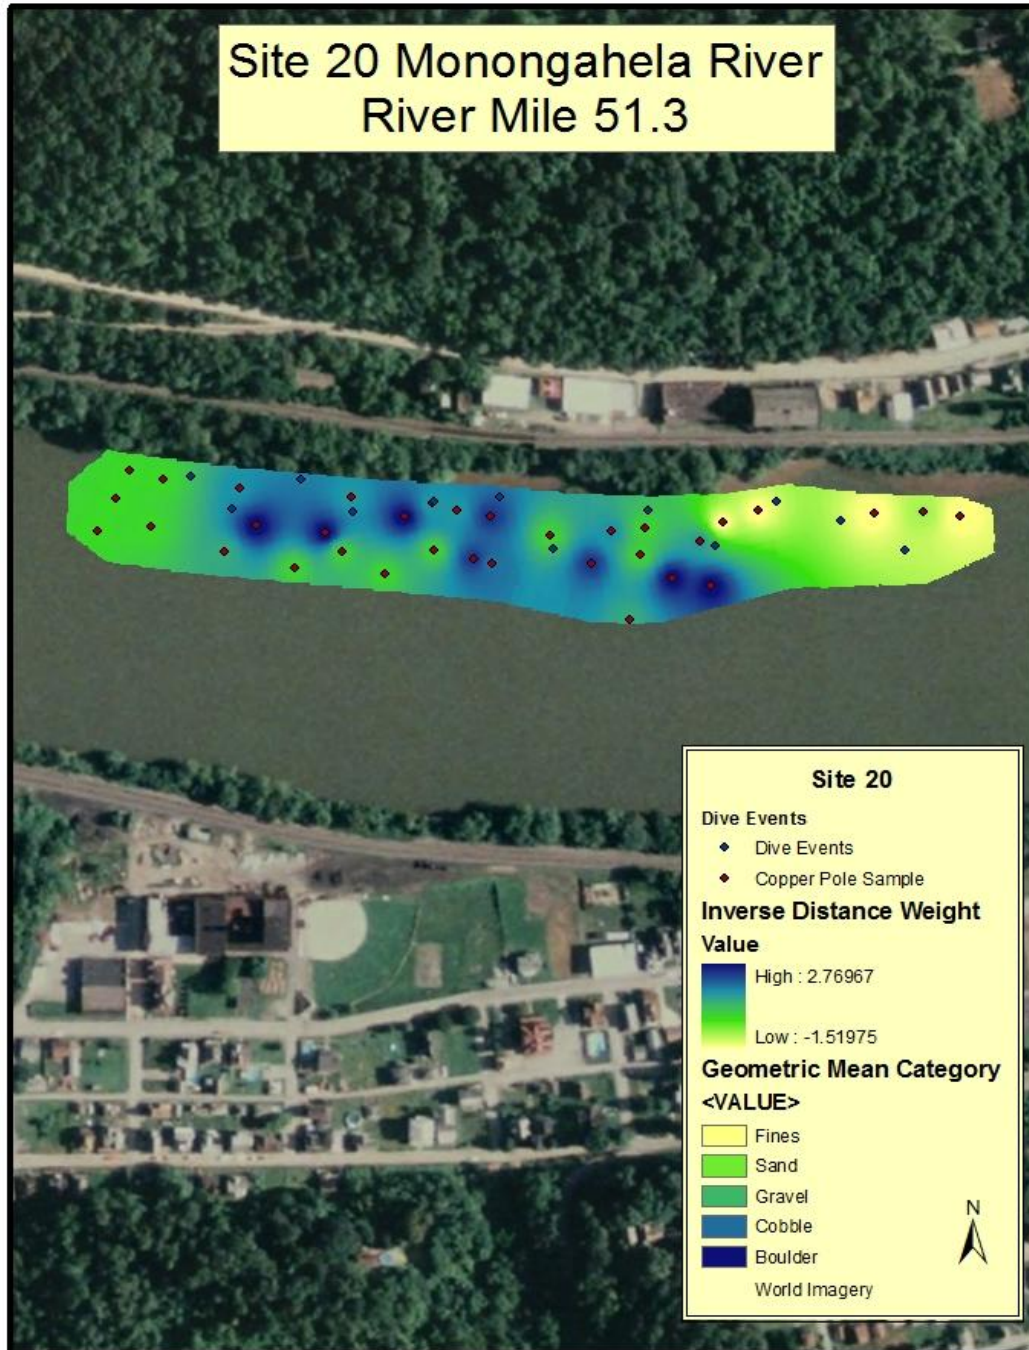 Site 20 Monongahela River
River Mile 51.3
Site 20
Dive Events
Dive Events
Copper Pole Sample
Inverse Distance Weight
Value
High : 2.76967
Low : -1.51975
Geometric Mean Category
<VALUE>
Fines
Sand
Gravel
Cobble
Boulder
World Imagery
N